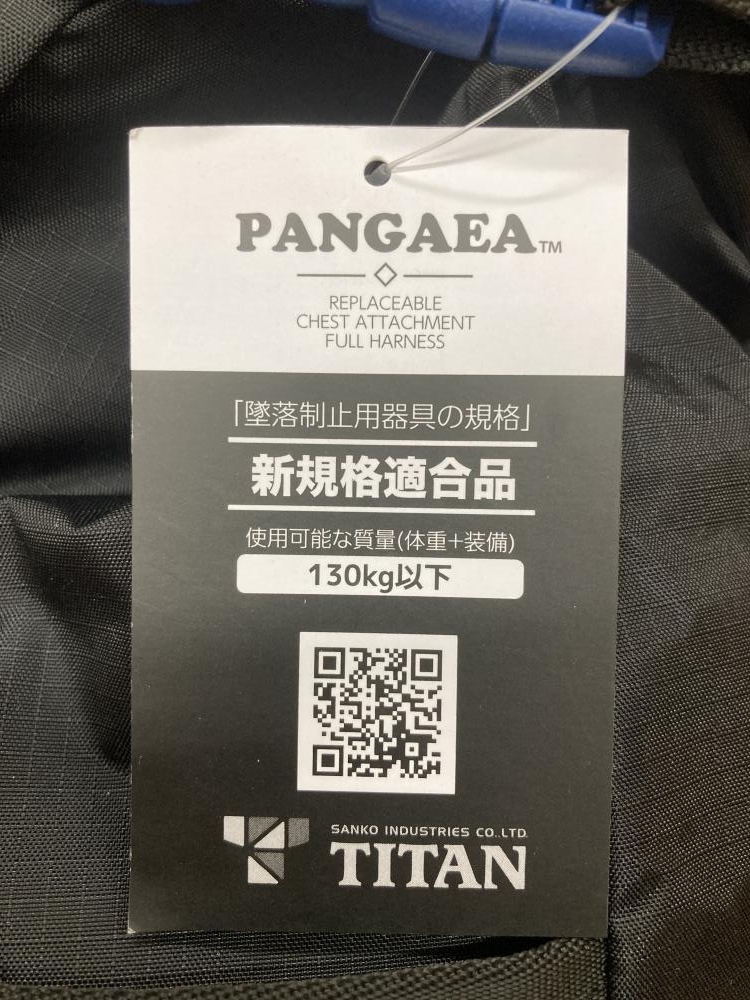 PANGAEA™
REPLACEABLE
CHEST ATTACHMENT
FULL HARNESS
「墜落制止用器具の規格」
新規格適合品
使用可能な質量(体重+装備)
130kg以下
SANKO INDUSTRIES CO.,LTD.
TITAN